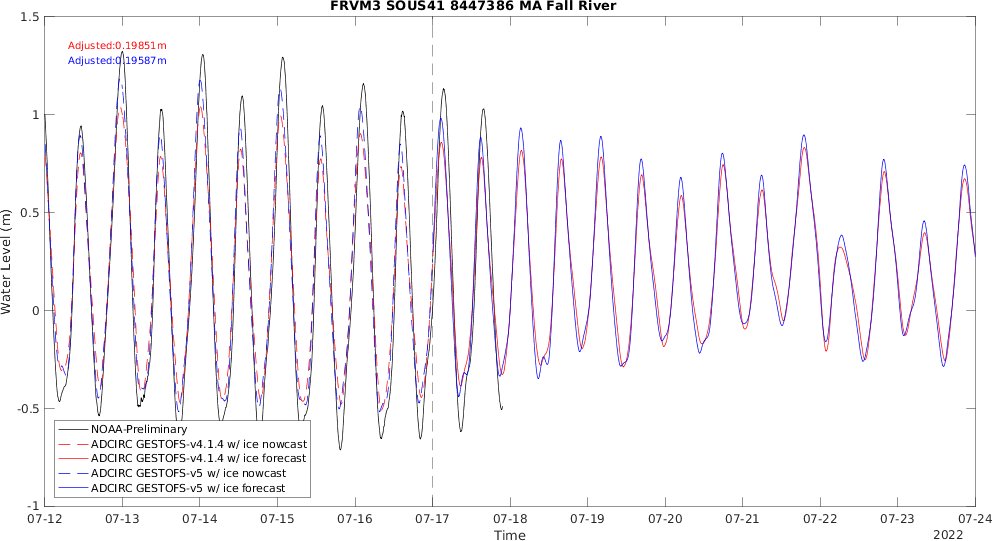 FRVM3 SOUS41 8447386 MA Fall River
1.5
Adjusted:0.19851m
Adjusted:0.19587m
1
0.5
0
-0.5
-1
Water Level (m)
NOAA-Preliminary
ADCIRC GESTOFS-v4.1.4 w/ ice nowcast
ADCIRC GESTOFS-v4.1.4 w/ ice forecast
ADCIRC GESTOFS-v5 w/ ice nowcast
ADCIRC GESTOFS-v5 w/ ice forecast
07-12 07-13 07-14 07-15 07-16 07-17 07-18 07-19 07-20 07-21 07-22 07-23 07-24
Time
2022